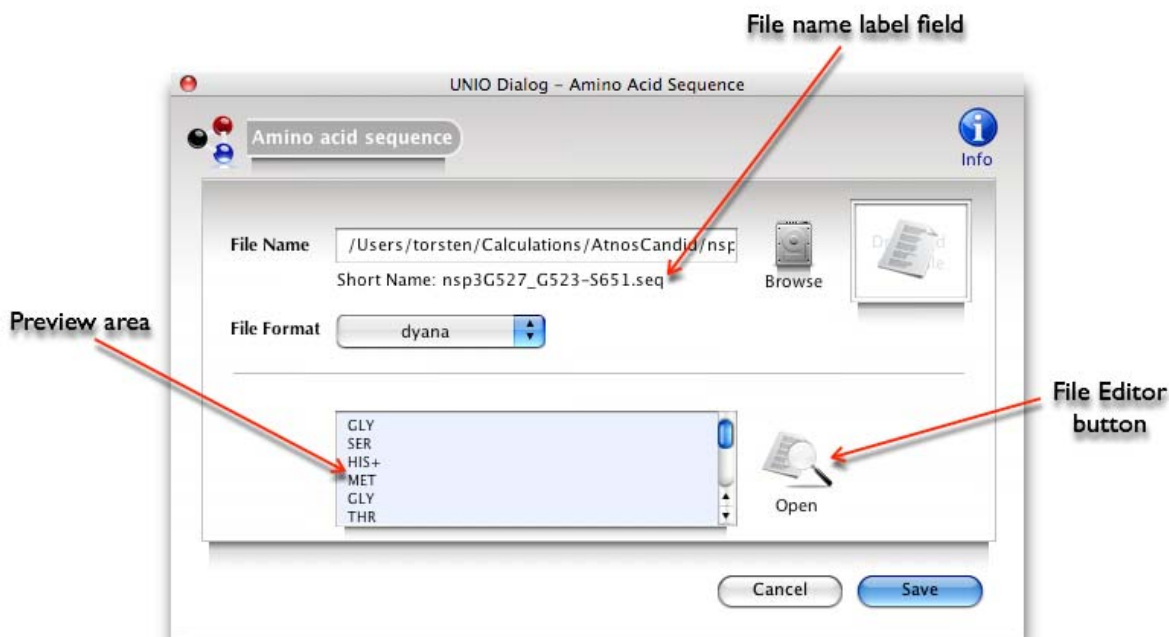 File name label field
UNIO Dialog – Amino Acid Sequence
Amino acid sequence
Info
File Name
/Users/torsten/Calculations/AtnosCandid/nsp
Short Name: nsp3G527_G523-S651.seq
Browse
Preview area
File Format
dyana
File Editor
button
GLY
SER
HIS+
MET
GLY
THR
Open
Cancel
Save